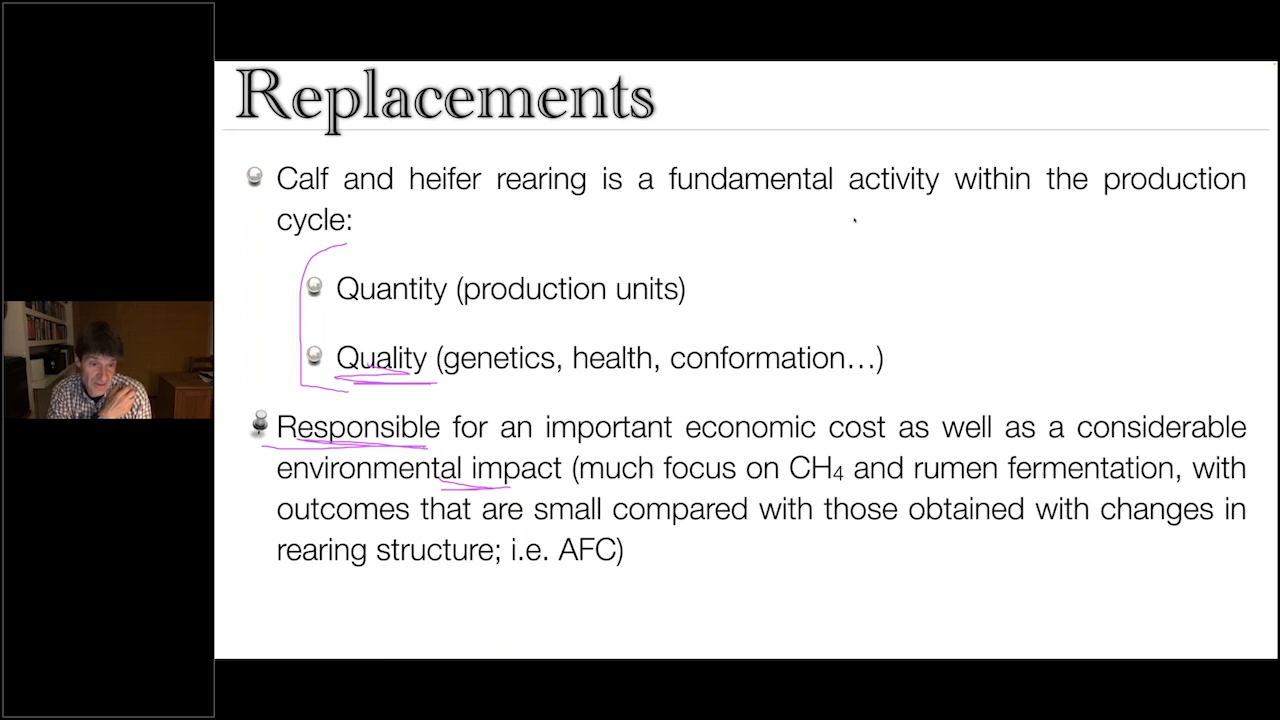 Replacements
Calf and heifer rearing is a fundamental activity within the production
cycle:
Quantity (production units)
Quality (genetics, health, conformation…)
Responsible for an important economic cost as well as a considerable
environmental impact (much focus on CH₄ and rumen fermentation, with
outcomes that are small compared with those obtained with changes in
rearing structure; i.e. AFC)